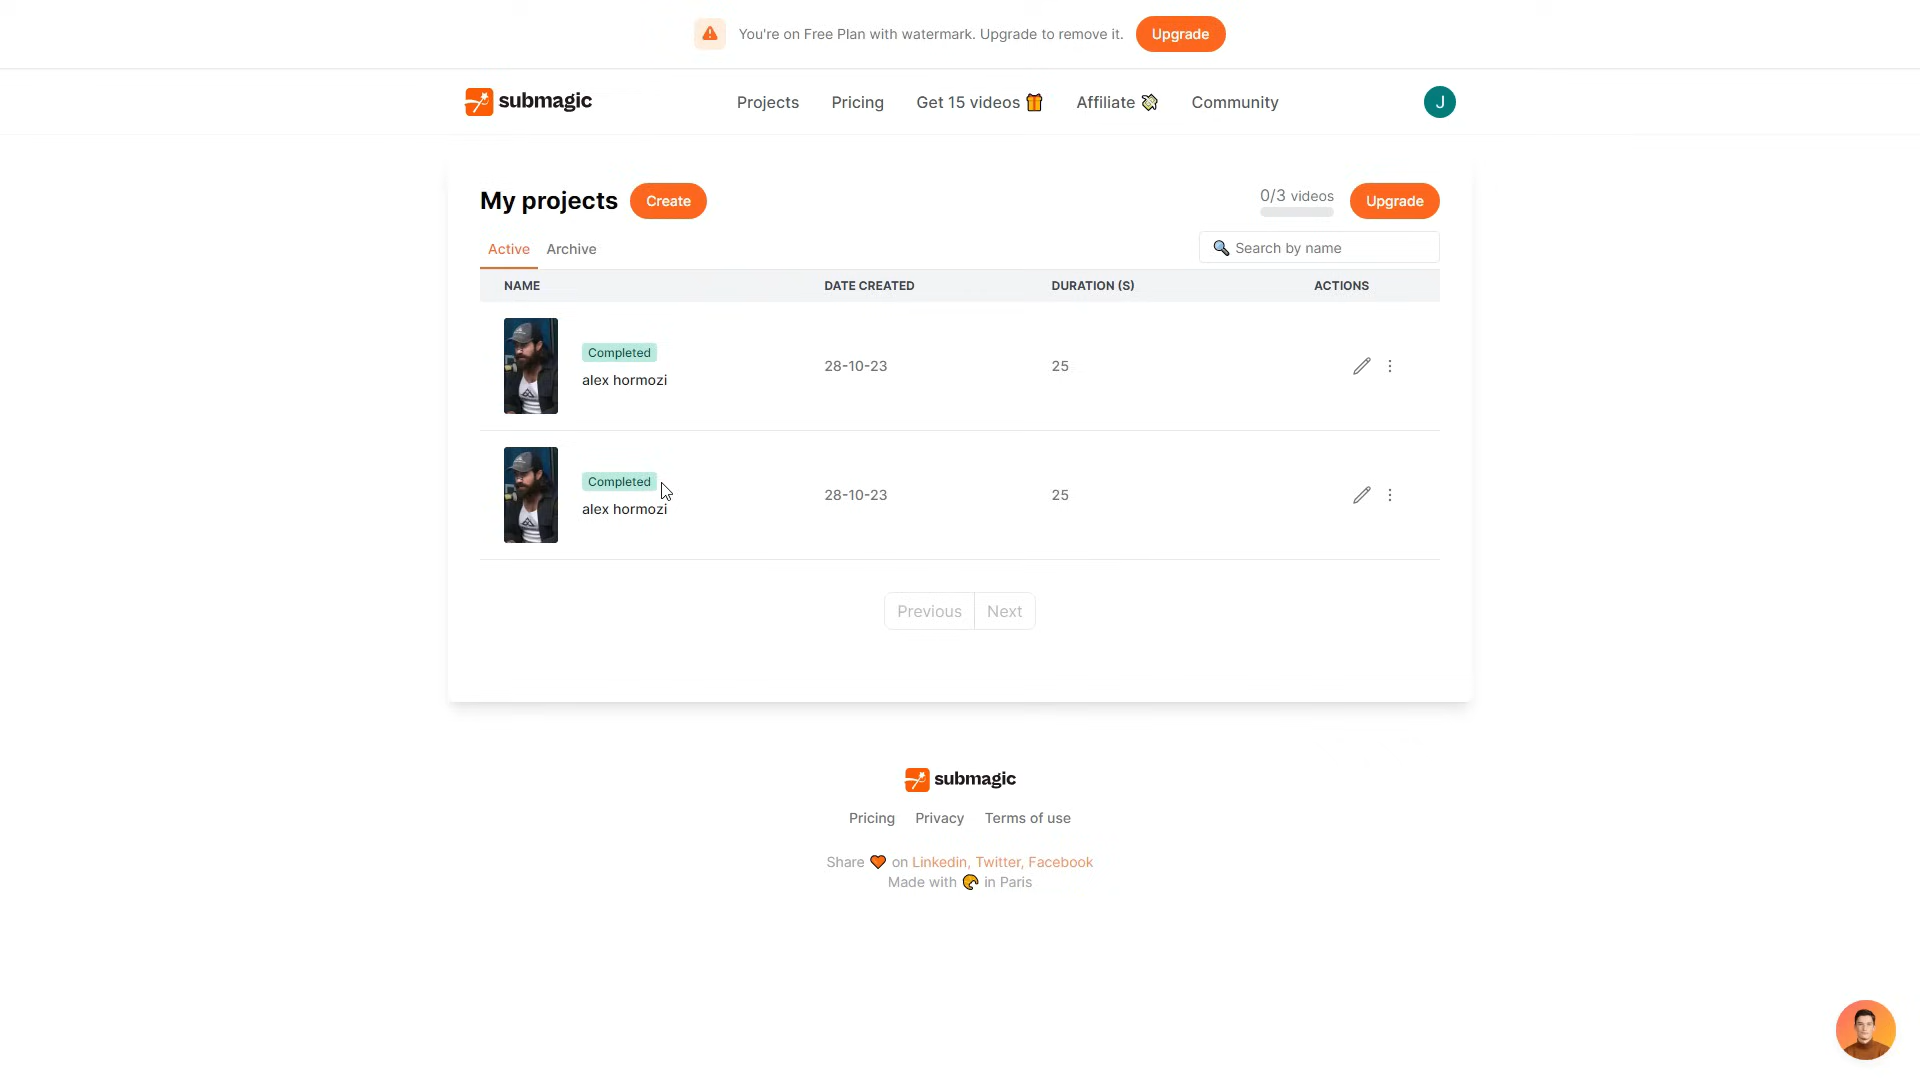 You're on Free Plan with watermark. Upgrade to remove it. Upgrade
submagic Projects Pricing Get 15 videos Affiliate Community J
My projects Create 0/3 videos Upgrade
Active Archive Search by name
NAME DATE CREATED DURATION (S) ACTIONS
Completed
alex hormozi 28-10-23 25
Completed
alex hormozi 28-10-23 25
Previous Next
submagic
Pricing Privacy Terms of use
Share 🧡 on Linkedin, Twitter, Facebook
Made with 🥐 in Paris